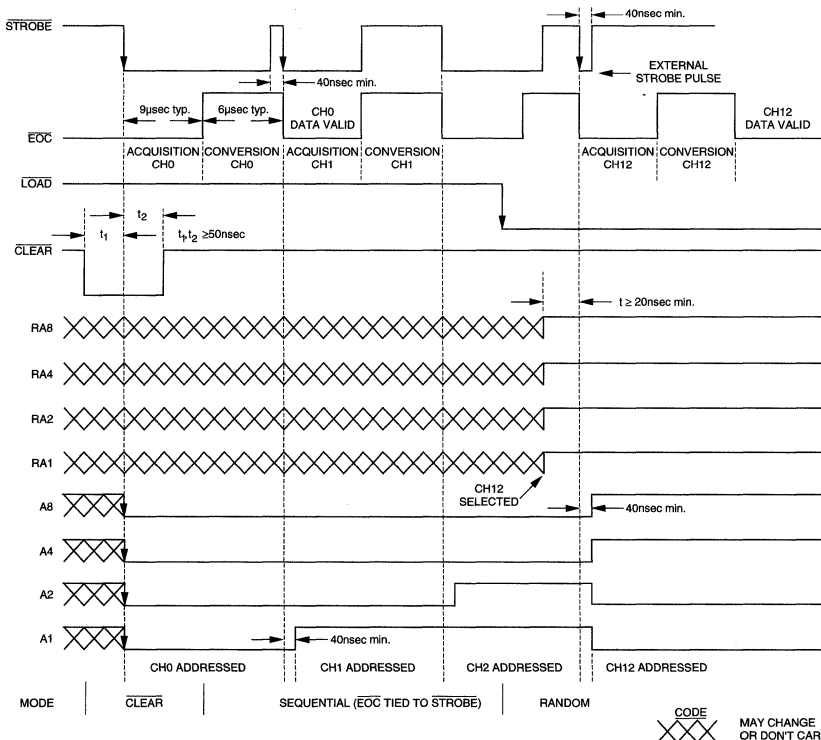 STROBE
40nsec min.
EXTERNAL
STROBE PULSE
40nsec min.
9µsec typ.
6µsec typ.
CH0
DATA VALID
CH12
DATA VALID
EOC
ACQUISITION
CH0
CONVERSION
CH0
ACQUISITION
CH1
CONVERSION
CH1
ACQUISITION
CH12
CONVERSION
CH12
LOAD
t2
t1
t1,t2 ≥50nsec
CLEAR
t ≥ 20nsec min.
RA8
RA4
RA2
RA1
CH12
SELECTED
A8
40nsec min.
A4
A2
A1
40nsec min.
CH0 ADDRESSED
CH1 ADDRESSED
CH2 ADDRESSED
CH12 ADDRESSED
MODE
CLEAR
SEQUENTIAL (EOC TIED TO STROBE)
RANDOM
CODE
MAY CHANGE
OR DON'T CAR